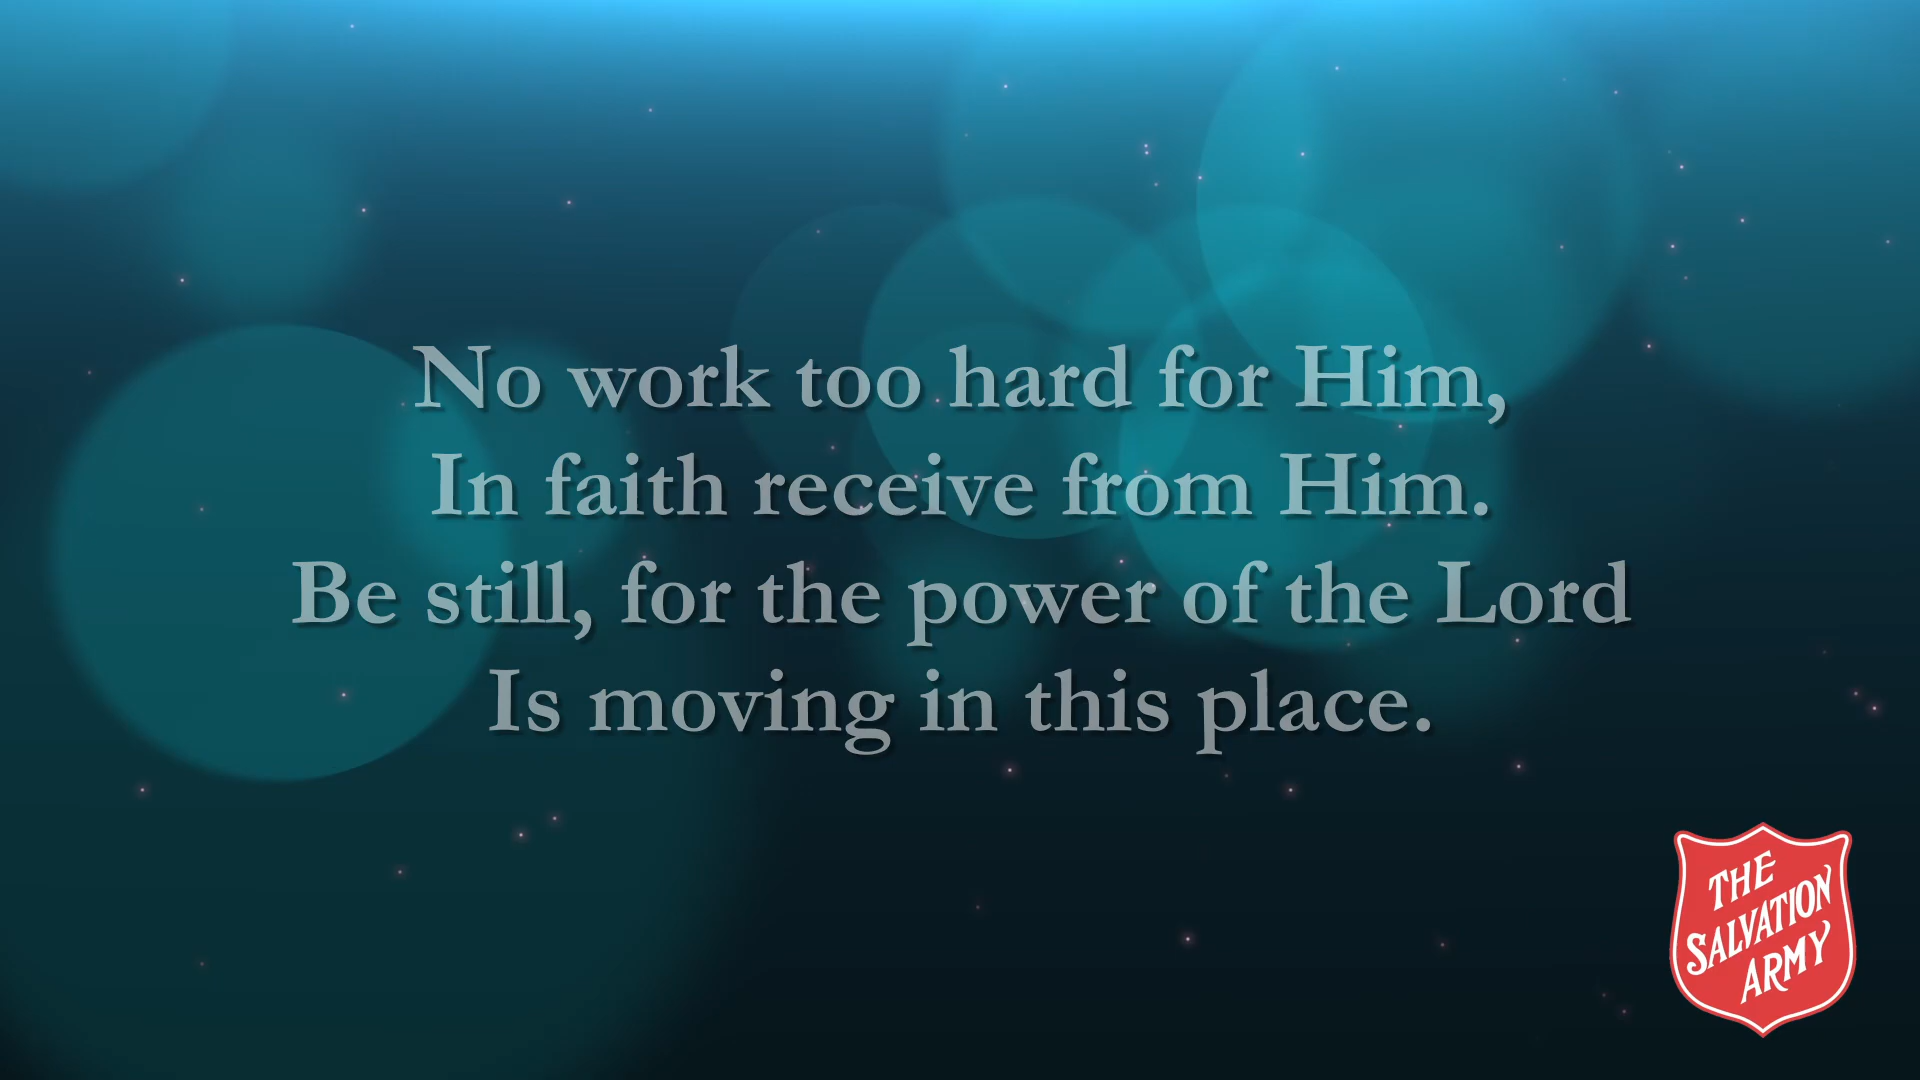 No work too hard for Him,
In faith receive from Him.
Be still, for the power of the Lord
Is moving in this place.
THE
SALVATION
ARMY